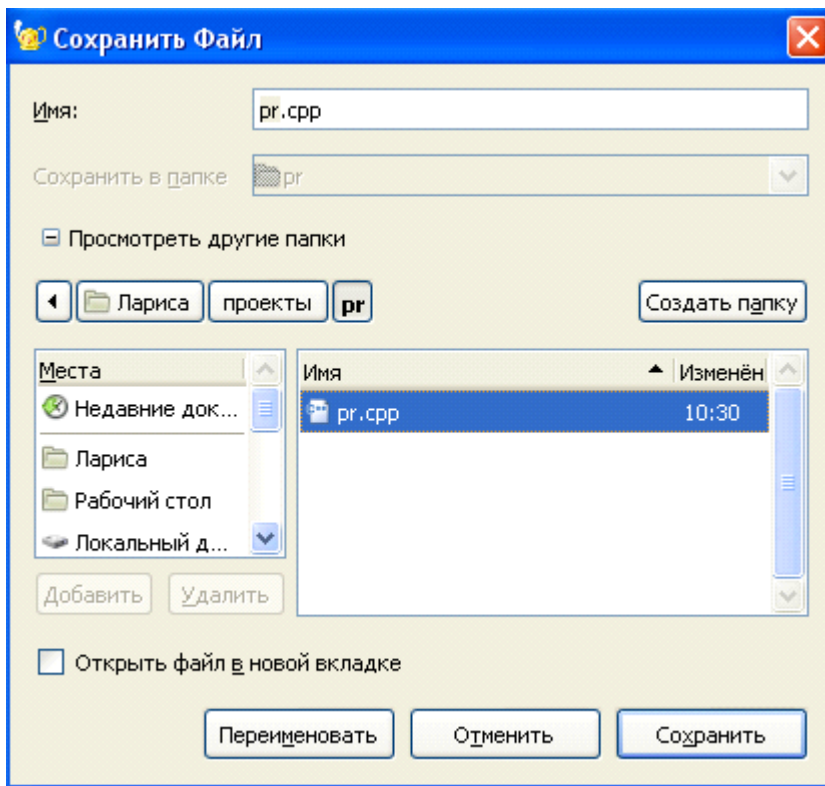 Сохранить Файл
Имя: pr.cpp
Сохранить в папке pr
Просмотреть другие папки
Лариса проекты pr Создать папку
Места Имя Изменён
Недавние док... pr.cpp 10:30
Лариса
Рабочий стол
Локальный д...
Добавить Удалить
Открыть файл в новой вкладке
Переименовать Отменить Сохранить